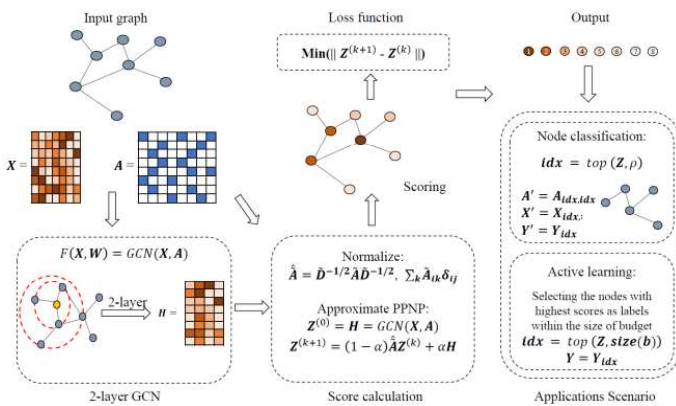 Input graph
X =
A =
F(X, W) = GCN(X, A)
2-layer
H =
2-layer GCN
Loss function
Min(|| Z^(k+1) - Z^(k) ||)
Scoring
Normalize:
Ẫ = D̃^-1/2 ÃD̃^-1/2, ∑_k Ã_ik δ_ij
Approximate PPNP:
Z^(0) = H = GCN(X, A)
Z^(k+1) = (1 − α)ẪZ^(k) + αH
Score calculation
Output
1 2 3 4 5 6 7 8
Node classification:
idx = top (Z, ρ)
A' = A_idx,idx
X' = X_idx,:
Y' = Y_idx
Active learning:
Selecting the nodes with
highest scores as labels
within the size of budget
idx = top (Z, size(b))
Y = Y_idx
Applications Scenario